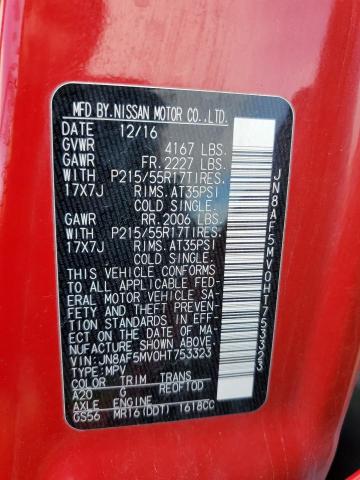 MFD BY.NISSAN MOTOR CO.,LTD.
DATE 12/16
GVWR 4167 LBS.
GAWR FR. 2227 LBS.
WITH P215/55R17TIRES.
17X7J RIMS.AT35PSI
COLD SINGLE.
GAWR RR. 2006 LBS.
WITH P215/55R17TIRES.
17X7J RIMS.AT35PSI
COLD SINGLE.
THIS VEHICLE CONFORMS
TO ALL APPLICABLE FED-
ERAL MOTOR VEHICLE SA-
FETY AND THEFT PREVEN-
TION STANDARDS IN EFF-
ECT ON THE DATE OF MA-
NUFACTURE SHOWN ABOVE.
VIN:JN8AF5MV0HT753323
TYPE:MPV
COLOR TRIM TRANS
A20 G RE0F10D
AXLE ENGINE
GS56 MR16(DDT) 1618CC
JN8AF5MV0HT753323